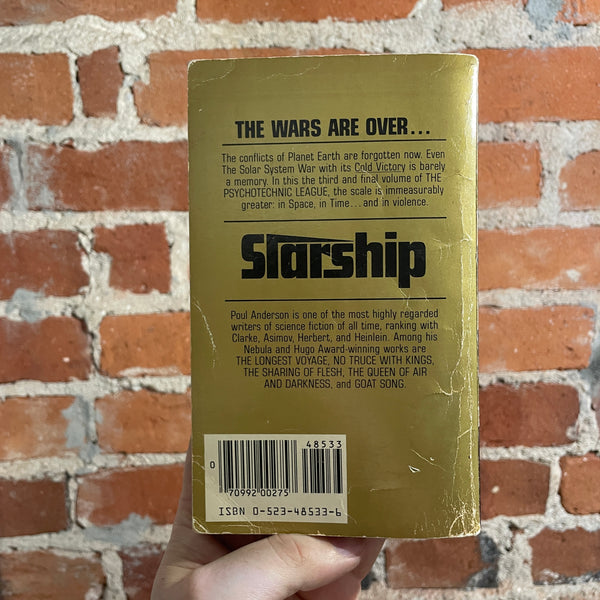 THE WARS ARE OVER...
The conflicts of Planet Earth are forgotten now. Even
The Solar System War with its Cold Victory is barely
a memory. In this the third and final volume of THE
PSYCHOTECHNIC LEAGUE, the scale is immeasurably
greater: in Space, in Time...and in violence.
Starship
Poul Anderson is one of the most highly regarded
writers of science fiction of all time, ranking with
Clarke, Asimov, Herbert, and Heinlein. Among his
Nebula and Hugo Award-winning works are
THE LONGEST VOYAGE, NO TRUCE WITH KINGS,
THE SHARING OF FLESH, THE QUEEN OF AIR
AND DARKNESS, and GOAT SONG.
48533
0
70992 00275
ISBN 0-523-48533-6